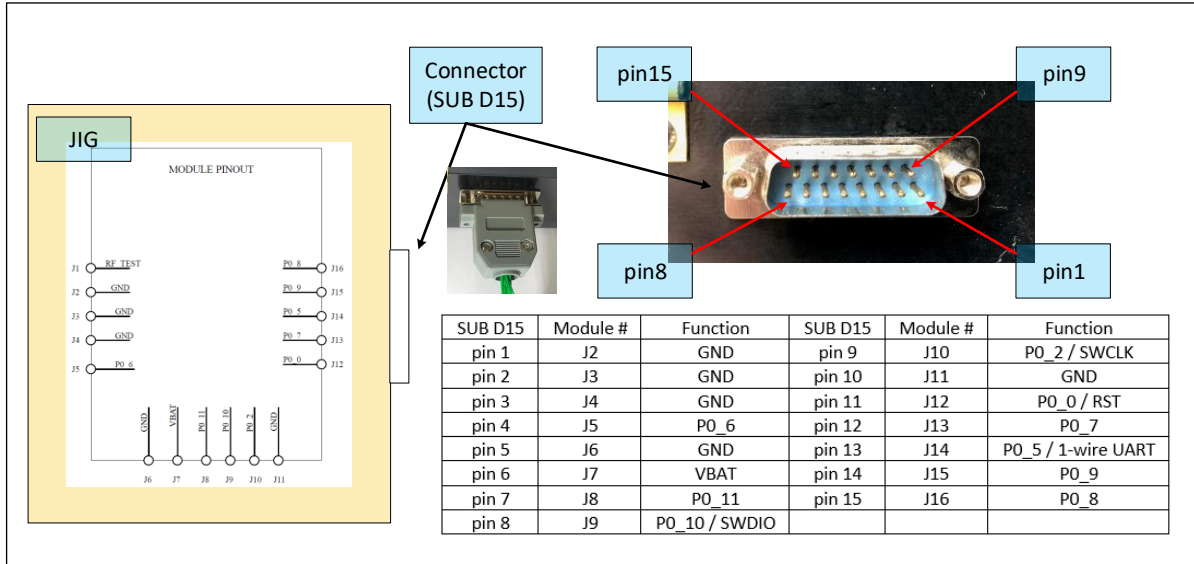 Connector
(SUB D15)
pin15
pin9
JIG
MODULE PINOUT
pin8
pin1
J1 RF_TEST
J2 GND
J3 GND
J4 GND
J5 P0_6
P0_8 J16
P0_9 J15
P0_5 J14
P0_7 J13
P0_0 J12
GND VBAT P0_11 P0_10 P0_2 GND
J6 J7 J8 J9 J10 J11
SUB D15 Module # Function SUB D15 Module # Function
pin 1 J2 GND pin 9 J10 P0_2 / SWCLK
pin 2 J3 GND pin 10 J11 GND
pin 3 J4 GND pin 11 J12 P0_0 / RST
pin 4 J5 P0_6 pin 12 J13 P0_7
pin 5 J6 GND pin 13 J14 P0_5 / 1-wire UART
pin 6 J7 VBAT pin 14 J15 P0_9
pin 7 J8 P0_11 pin 15 J16 P0_8
pin 8 J9 P0_10 / SWDIO